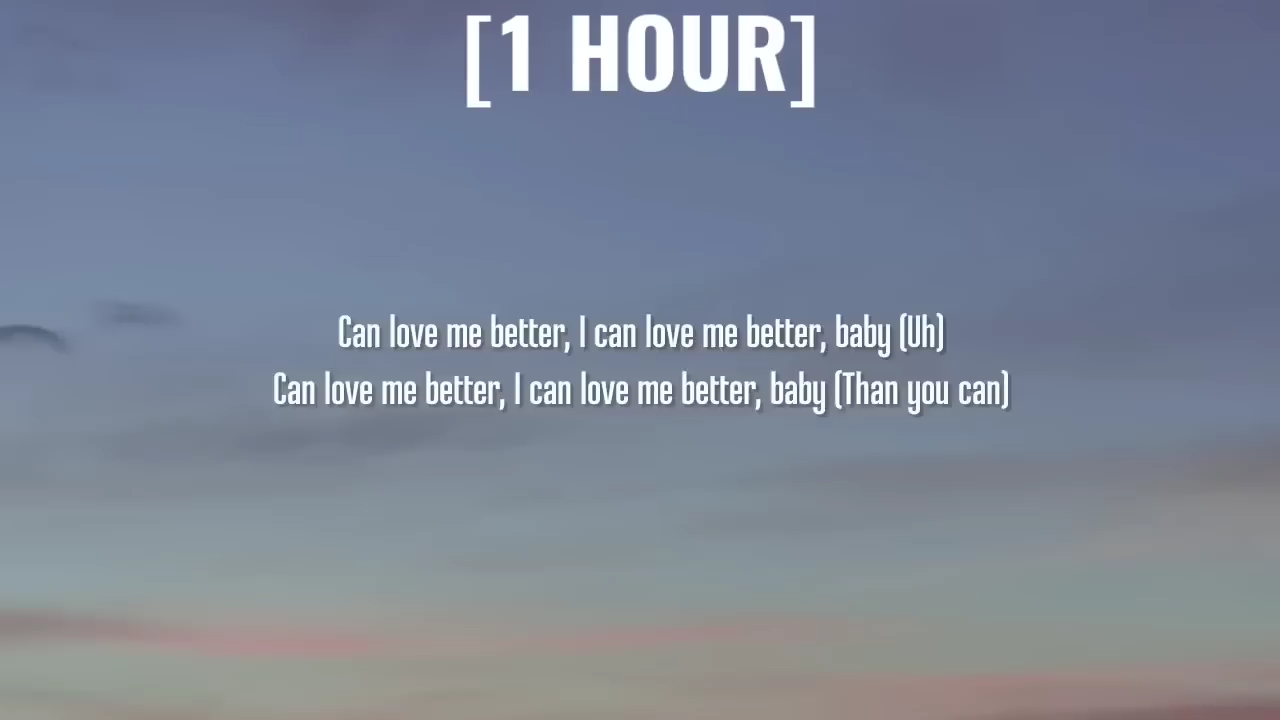 [1 HOUR]
Can love me better, I can love me better, baby (Uh)
Can love me better, I can love me better, baby (Than you can)